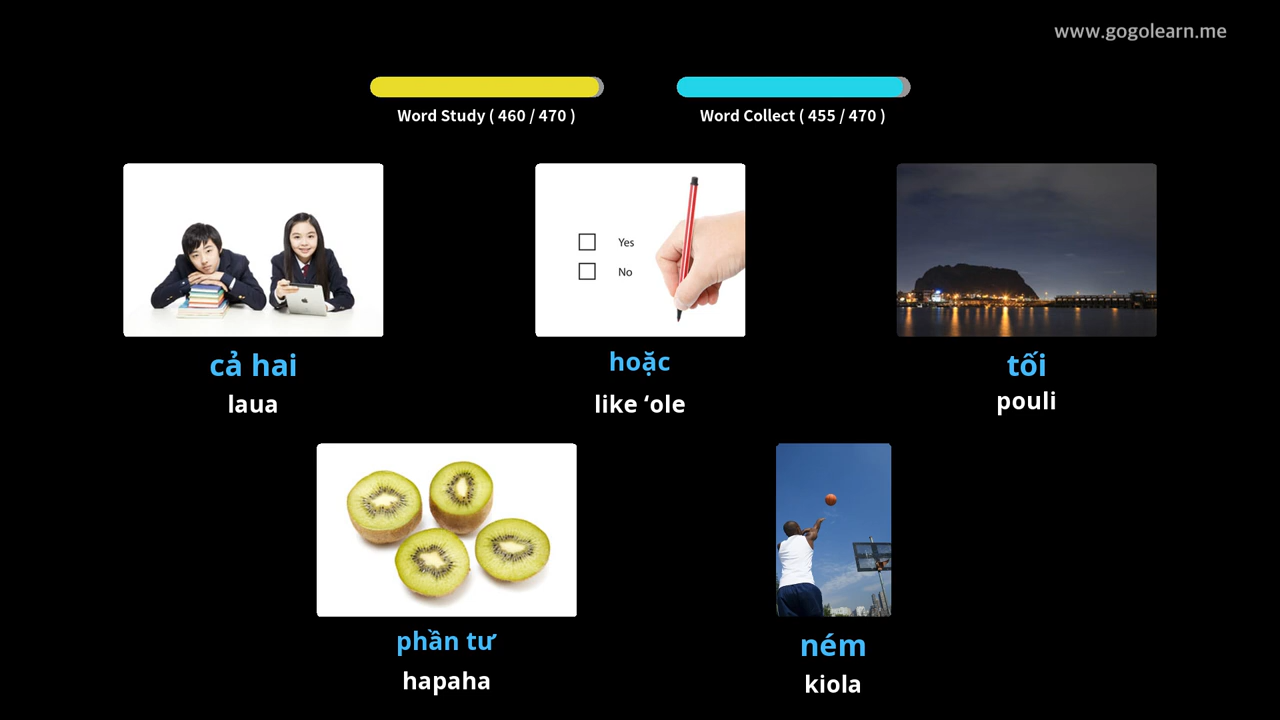 www.gogolearn.me
Word Study ( 460 / 470 )
Word Collect ( 455 / 470 )
Yes
No
cả hai
laua
hoặc
like ‘ole
tối
pouli
phần tư
hapaha
ném
kiola